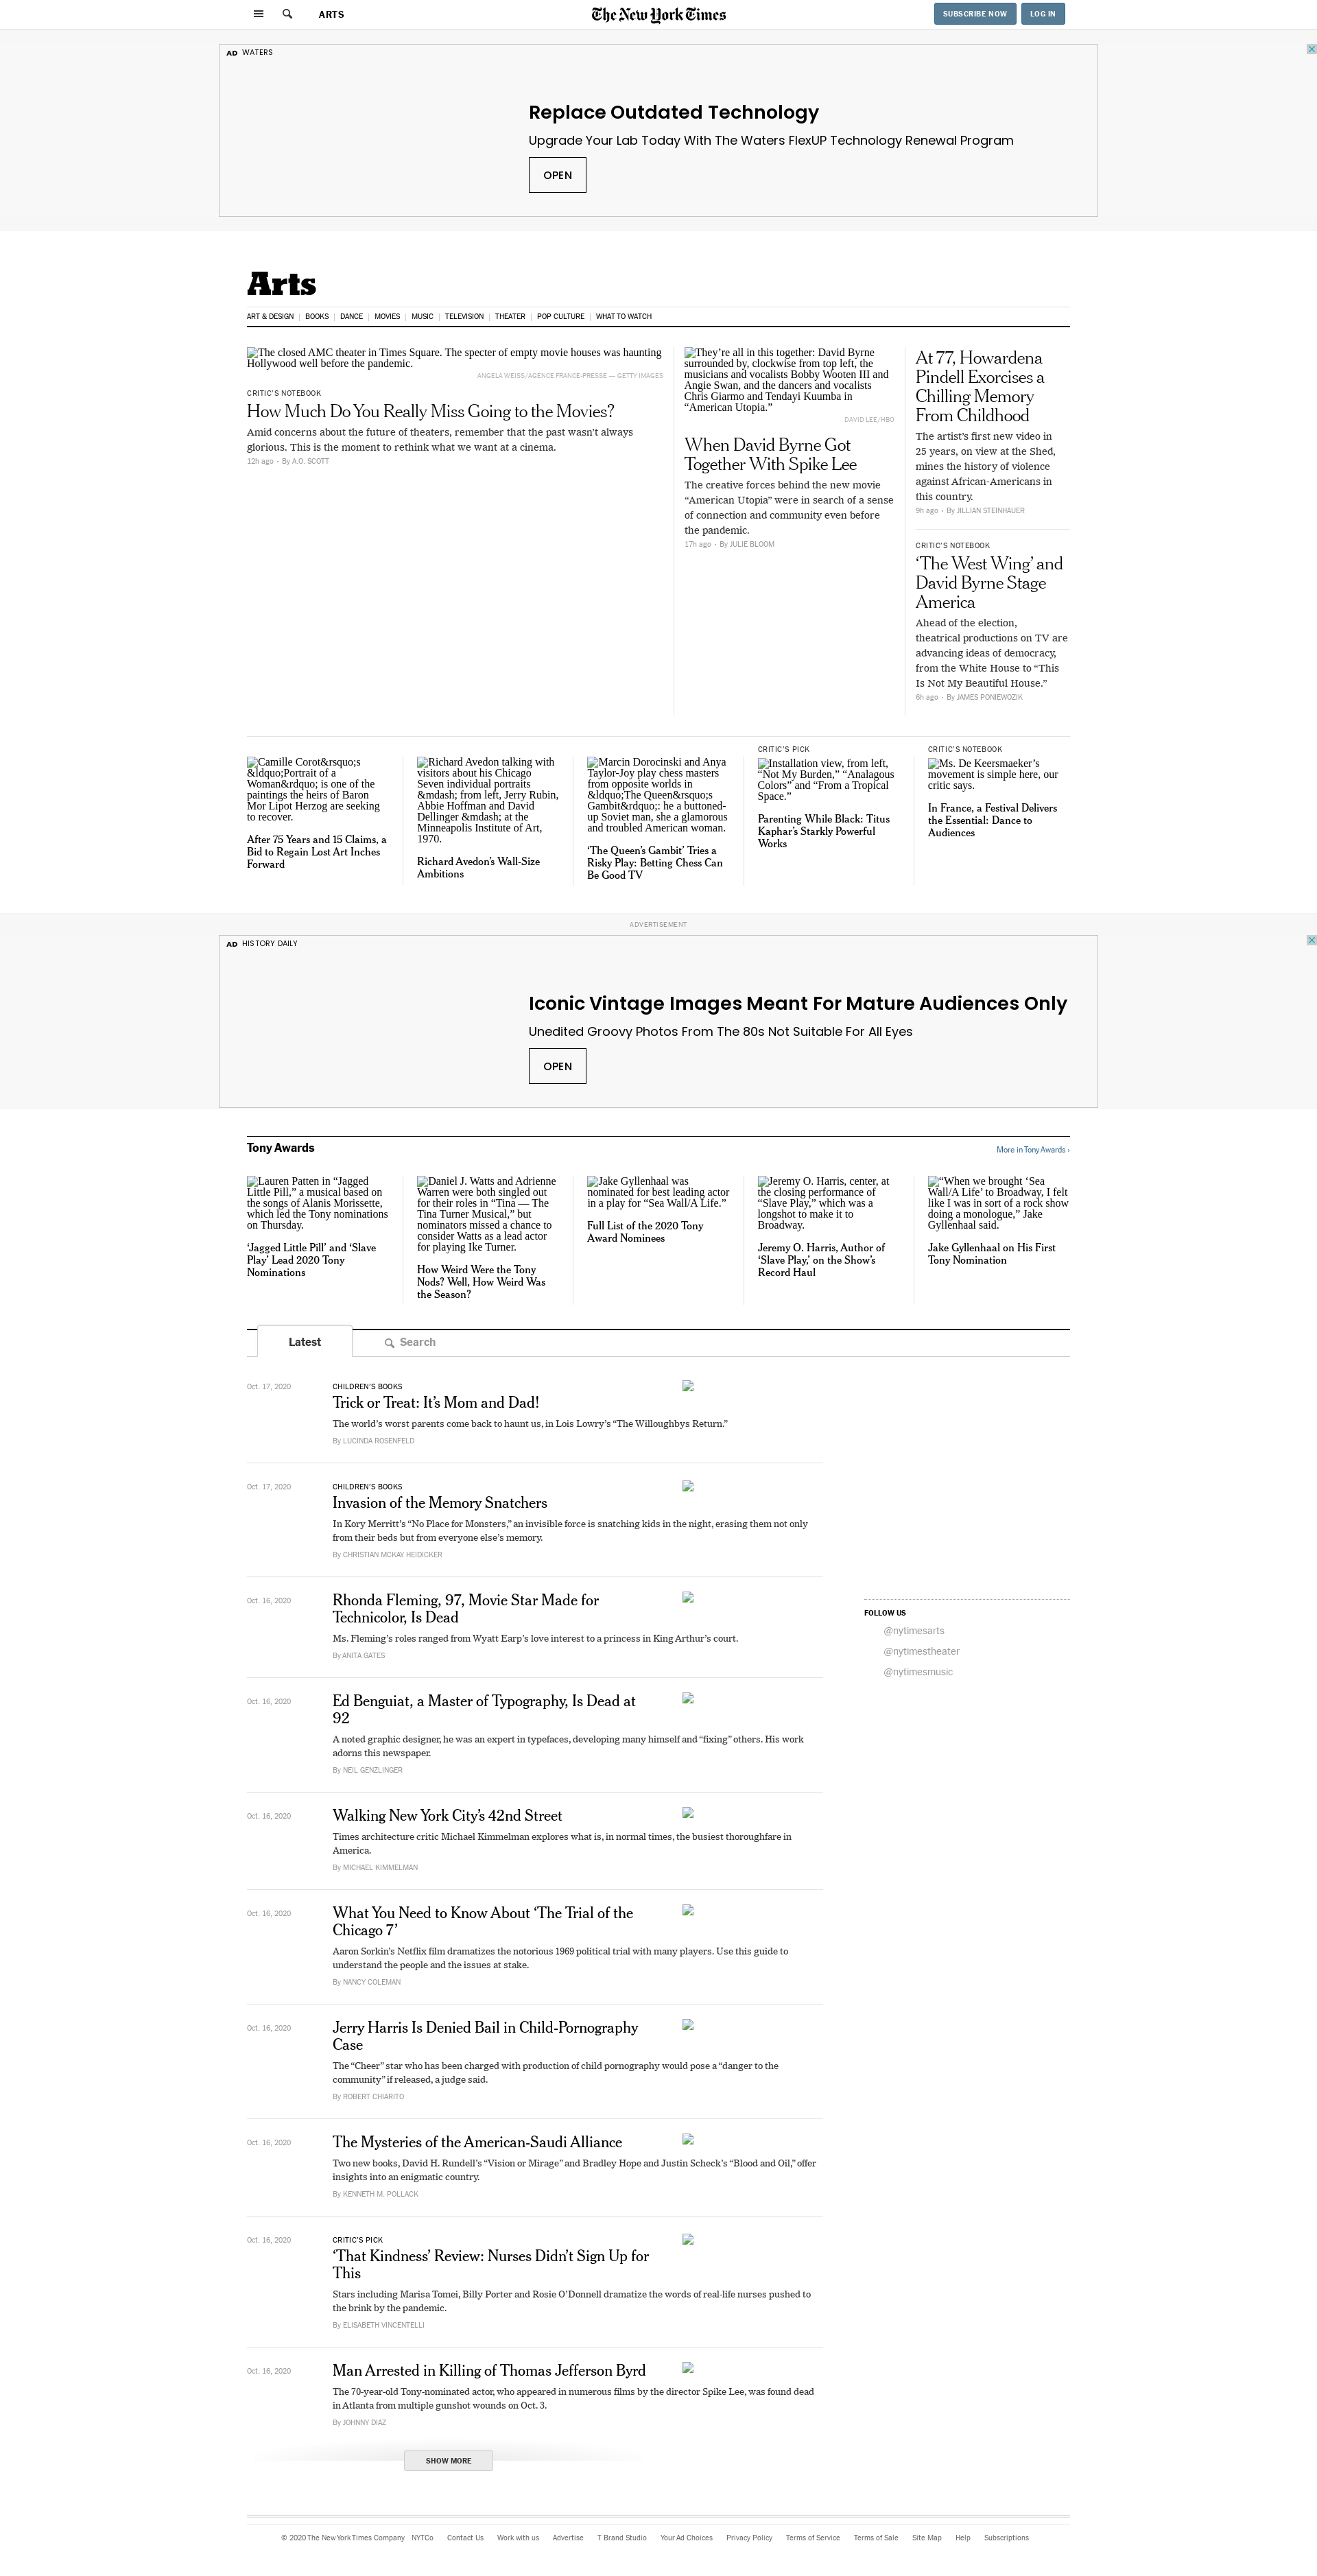 ARTS
The New York Times
SUBSCRIBE NOW
LOG IN
AD WATERS
Replace Outdated Technology
Upgrade Your Lab Today With The Waters FlexUP Technology Renewal Program
OPEN
Arts
ART & DESIGN
BOOKS
DANCE
MOVIES
MUSIC
TELEVISION
THEATER
POP CULTURE
WHAT TO WATCH
The closed AMC theater in Times Square. The specter of empty movie houses was haunting
Hollywood well before the pandemic.
ANGELA WEISS/AGENCE FRANCE-PRESSE — GETTY IMAGES
CRITIC'S NOTEBOOK
How Much Do You Really Miss Going to the Movies?
Amid concerns about the future of theaters, remember that the past wasn't always
glorious. This is the moment to rethink what we want at a cinema.
12h ago • By A.O. SCOTT
They're all in this together: David Byrne
surrounded by, clockwise from top left, the
musicians and vocalists Bobby Wooten III and
Angie Swan, and the dancers and vocalists
Chris Giarmo and Tendayi Kuumba in
“American Utopia.”
DAVID LEE/HBO
When David Byrne Got
Together With Spike Lee
The creative forces behind the new movie
“American Utopia” were in search of a sense
of connection and community even before
the pandemic.
17h ago • By JULIE BLOOM
At 77, Howardena
Pindell Exorcises a
Chilling Memory
From Childhood
The artist's first new video in
25 years, on view at the Shed,
mines the history of violence
against African-Americans in
this country.
9h ago • By JILLIAN STEINHAUER
CRITIC'S NOTEBOOK
‘The West Wing’ and
David Byrne Stage
America
Ahead of the election,
theatrical productions on TV are
advancing ideas of democracy,
from the White House to “This
Is Not My Beautiful House.”
6h ago • By JAMES PONIEWOZIK
Camille Corot&rsquo;s
&ldquo;Portrait of a
Woman&rdquo; is one of the
paintings the heirs of Baron
Mor Lipot Herzog are seeking
to recover.
After 75 Years and 15 Claims, a
Bid to Regain Lost Art Inches
Forward
Richard Avedon talking with
visitors about his Chicago
Seven individual portraits
&mdash; from left, Jerry Rubin,
Abbie Hoffman and David
Dellinger &mdash; at the
Minneapolis Institute of Art,
1970.
Richard Avedon's Wall-Size
Ambitions
Marcin Dorocinski and Anya
Taylor-Joy play chess masters
from opposite worlds in
&ldquo;The Queen&rsquo;s
Gambit&rdquo;: he a buttoned-
up Soviet man, she a glamorous
and troubled American woman.
‘The Queen's Gambit’ Tries a
Risky Play: Betting Chess Can
Be Good TV
CRITIC'S PICK
Installation view, from left,
“Not My Burden,” “Analagous
Colors” and “From a Tropical
Space.”
Parenting While Black: Titus
Kaphar's Starkly Powerful
Works
CRITIC'S NOTEBOOK
Ms. De Keersmaeker's
movement is simple here, our
critic says.
In France, a Festival Delivers
the Essential: Dance to
Audiences
ADVERTISEMENT
AD HISTORY DAILY
Iconic Vintage Images Meant For Mature Audiences Only
Unedited Groovy Photos From The 80s Not Suitable For All Eyes
OPEN
Tony Awards
More in Tony Awards ›
Lauren Patten in “Jagged
Little Pill,” a musical based on
the songs of Alanis Morissette,
which led the Tony nominations
on Thursday.
‘Jagged Little Pill’ and ‘Slave
Play’ Lead 2020 Tony
Nominations
Daniel J. Watts and Adrienne
Warren were both singled out
for their roles in “Tina — The
Tina Turner Musical,” but
nominators missed a chance to
consider Watts as a lead actor
for playing Ike Turner.
How Weird Were the Tony
Nods? Well, How Weird Was
the Season?
Jake Gyllenhaal was
nominated for best leading actor
in a play for “Sea Wall/A Life.”
Full List of the 2020 Tony
Award Nominees
Jeremy O. Harris, center, at
the closing performance of
“Slave Play,” which was a
longshot to make it to
Broadway.
Jeremy O. Harris, Author of
‘Slave Play,’ on the Show's
Record Haul
“When we brought ‘Sea
Wall/A Life’ to Broadway, I felt
like I was in sort of a rock show
doing a monologue,” Jake
Gyllenhaal said.
Jake Gyllenhaal on His First
Tony Nomination
Latest
Search
Oct. 17, 2020
CHILDREN'S BOOKS
Trick or Treat: It's Mom and Dad!
The world's worst parents come back to haunt us, in Lois Lowry's “The Willoughbys Return.”
By LUCINDA ROSENFELD
Oct. 17, 2020
CHILDREN'S BOOKS
Invasion of the Memory Snatchers
In Kory Merritt's “No Place for Monsters,” an invisible force is snatching kids in the night, erasing them not only
from their beds but from everyone else's memory.
By CHRISTIAN MCKAY HEIDICKER
Oct. 16, 2020
Rhonda Fleming, 97, Movie Star Made for
Technicolor, Is Dead
Ms. Fleming's roles ranged from Wyatt Earp's love interest to a princess in King Arthur's court.
By ANITA GATES
FOLLOW US
@nytimesarts
@nytimestheater
@nytimesmusic
Oct. 16, 2020
Ed Benguiat, a Master of Typography, Is Dead at
92
A noted graphic designer, he was an expert in typefaces, developing many himself and “fixing” others. His work
adorns this newspaper.
By NEIL GENZLINGER
Oct. 16, 2020
Walking New York City's 42nd Street
Times architecture critic Michael Kimmelman explores what is, in normal times, the busiest thoroughfare in
America.
By MICHAEL KIMMELMAN
Oct. 16, 2020
What You Need to Know About ‘The Trial of the
Chicago 7’
Aaron Sorkin's Netflix film dramatizes the notorious 1969 political trial with many players. Use this guide to
understand the people and the issues at stake.
By NANCY COLEMAN
Oct. 16, 2020
Jerry Harris Is Denied Bail in Child-Pornography
Case
The “Cheer” star who has been charged with production of child pornography would pose a “danger to the
community” if released, a judge said.
By ROBERT CHIARITO
Oct. 16, 2020
The Mysteries of the American-Saudi Alliance
Two new books, David H. Rundell's “Vision or Mirage” and Bradley Hope and Justin Scheck's “Blood and Oil,” offer
insights into an enigmatic country.
By KENNETH M. POLLACK
Oct. 16, 2020
CRITIC'S PICK
‘That Kindness’ Review: Nurses Didn't Sign Up for
This
Stars including Marisa Tomei, Billy Porter and Rosie O'Donnell dramatize the words of real-life nurses pushed to
the brink by the pandemic.
By ELISABETH VINCENTELLI
Oct. 16, 2020
Man Arrested in Killing of Thomas Jefferson Byrd
The 70-year-old Tony-nominated actor, who appeared in numerous films by the director Spike Lee, was found dead
in Atlanta from multiple gunshot wounds on Oct. 3.
By JOHNNY DIAZ
SHOW MORE
© 2020 The New York Times Company NYTCo Contact Us Work with us Advertise T Brand Studio Your Ad Choices Privacy Policy Terms of Service Terms of Sale Site Map Help Subscriptions